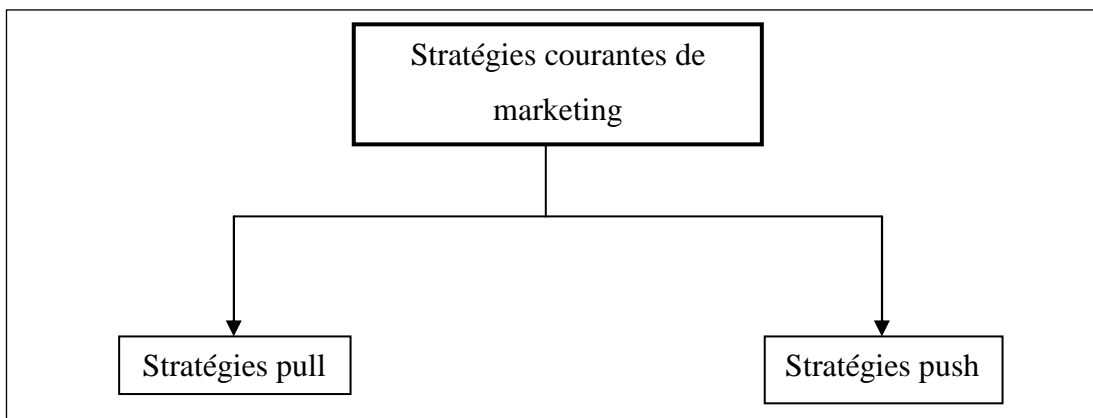 Stratégies courantes de
marketing
Stratégies pull
Stratégies push